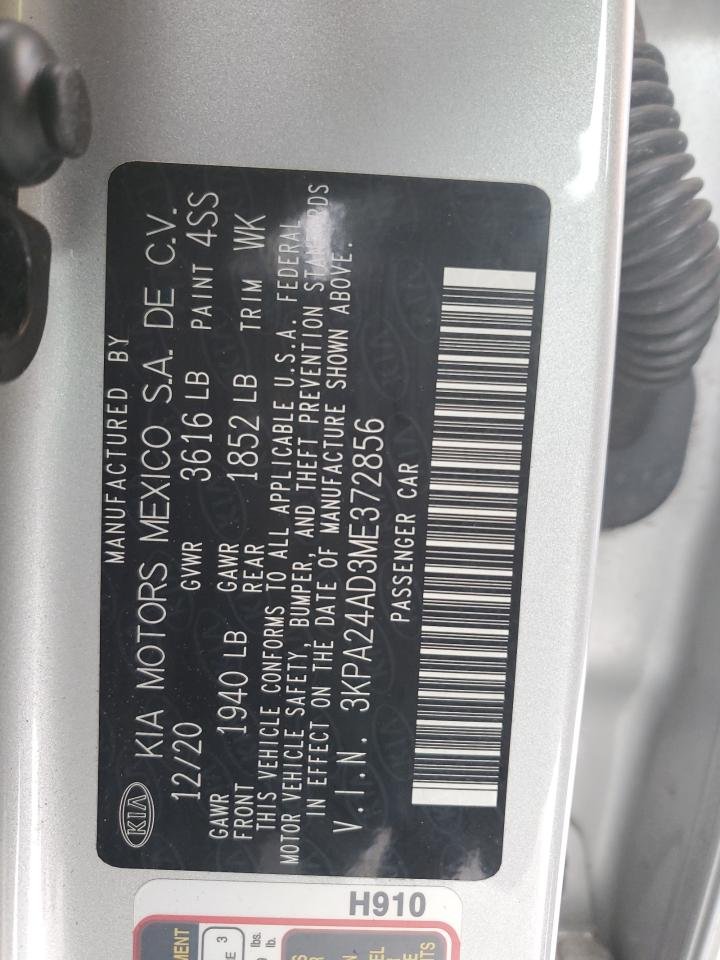 MANUFACTURED BY
KIA KIA MOTORS MEXICO S.A. DE C.V.
12/20 GVWR 3616 LB PAINT 4SS
GAWR FRONT 1940 LB GAWR REAR 1852 LB TRIM WK
THIS VEHICLE CONFORMS TO ALL APPLICABLE U.S.A. FEDERAL
MOTOR VEHICLE SAFETY, BUMPER, AND THEFT PREVENTION STANDARDS
IN EFFECT ON THE DATE OF MANUFACTURE SHOWN ABOVE.
V.I.N. 3KPA24AD3ME372856
PASSENGER CAR
H910